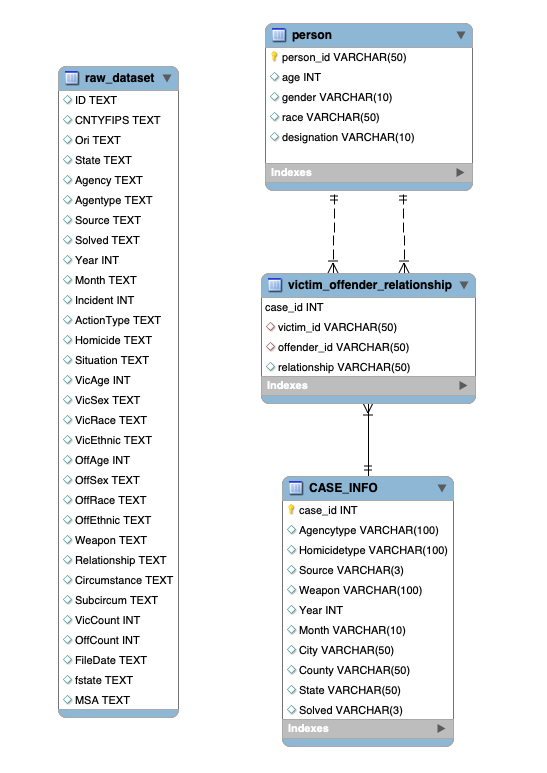 raw_dataset
ID TEXT
CNTYFIPS TEXT
Ori TEXT
State TEXT
Agency TEXT
Agentype TEXT
Source TEXT
Solved TEXT
Year INT
Month TEXT
Incident INT
ActionType TEXT
Homicide TEXT
Situation TEXT
VicAge INT
VicSex TEXT
VicRace TEXT
VicEthnic TEXT
OffAge INT
OffSex TEXT
OffRace TEXT
OffEthnic TEXT
Weapon TEXT
Relationship TEXT
Circumstance TEXT
Subcircum TEXT
VicCount INT
OffCount INT
FileDate TEXT
fstate TEXT
MSA TEXT
person
person_id VARCHAR(50)
age INT
gender VARCHAR(10)
race VARCHAR(50)
designation VARCHAR(10)
Indexes
victim_offender_relationship
case_id INT
victim_id VARCHAR(50)
offender_id VARCHAR(50)
relationship VARCHAR(50)
Indexes
CASE_INFO
case_id INT
Agencytype VARCHAR(100)
Homicidetype VARCHAR(100)
Source VARCHAR(3)
Weapon VARCHAR(100)
Year INT
Month VARCHAR(10)
City VARCHAR(50)
County VARCHAR(50)
State VARCHAR(50)
Solved VARCHAR(3)
Indexes